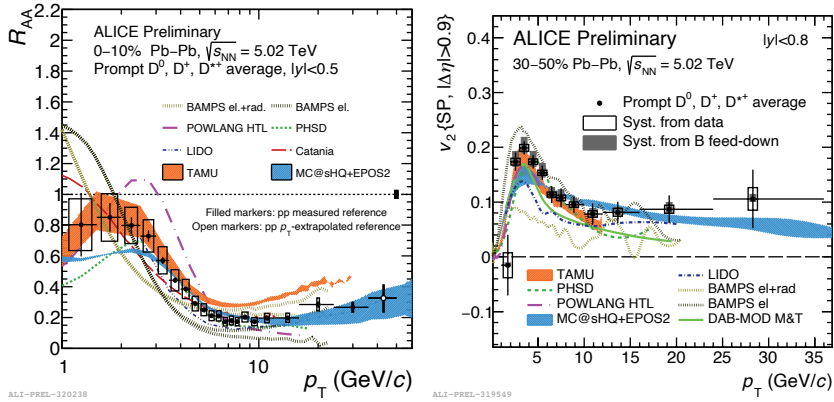 R_AA
2.2
2
1.8
1.6
1.4
1.2
1
0.8
0.6
0.4
0.2
0
ALICE Preliminary
0−10% Pb−Pb, √s_NN = 5.02 TeV
Prompt D⁰, D⁺, D*⁺ average, |y|<0.5
BAMPS el.+rad. BAMPS el.
POWLANG HTL PHSD
LIDO Catania
TAMU MC@sHQ+EPOS2
Filled markers: pp measured reference
Open markers: pp p_T-extrapolated reference
1 10
p_T (GeV/c)
ALI-PREL-320238
v₂{SP, |Δη|>0.9}
0.4
0.3
0.2
0.1
0
−0.1
ALICE Preliminary |y|<0.8
30−50% Pb−Pb, √s_NN = 5.02 TeV
Prompt D⁰, D⁺, D*⁺ average
Syst. from data
Syst. from B feed-down
TAMU LIDO
PHSD BAMPS el+rad
POWLANG HTL BAMPS el
MC@sHQ+EPOS2 DAB-MOD M&T
5 10 15 20 25 30 35
p_T (GeV/c)
ALI-PREL-319549